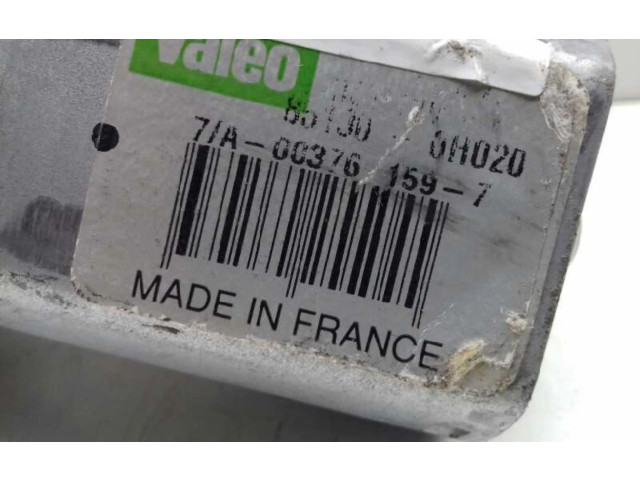 Valeo
85130 - 0H020
7/A-00376 159-7
MADE IN FRANCE